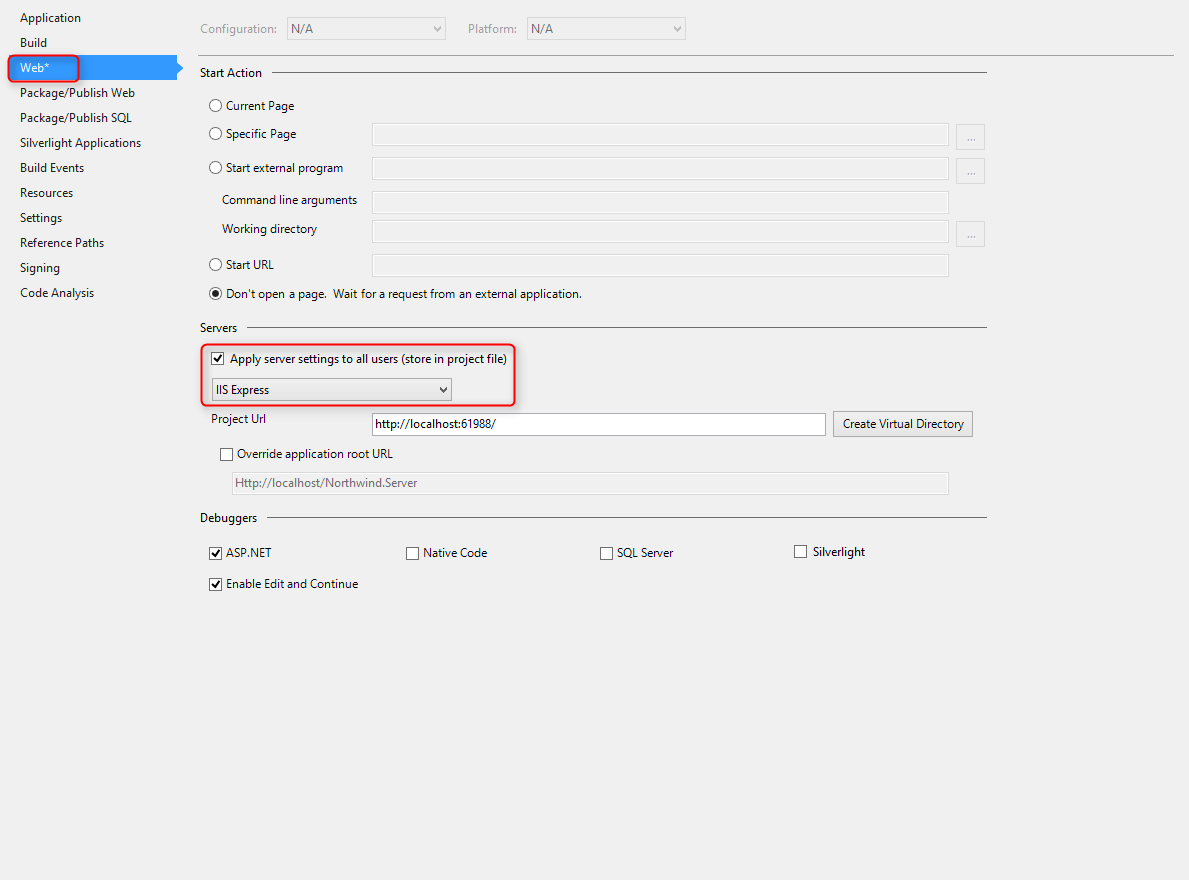 Application
Build
Web*
Package/Publish Web
Package/Publish SQL
Silverlight Applications
Build Events
Resources
Settings
Reference Paths
Signing
Code Analysis
Configuration: N/A Platform: N/A
Start Action
Current Page
Specific Page ...
Start external program ...
Command line arguments
Working directory ...
Start URL
Don't open a page. Wait for a request from an external application.
Servers
Apply server settings to all users (store in project file)
IIS Express
Project Url http://localhost:61988/ Create Virtual Directory
Override application root URL
Http://localhost/Northwind.Server
Debuggers
ASP.NET Native Code SQL Server Silverlight
Enable Edit and Continue